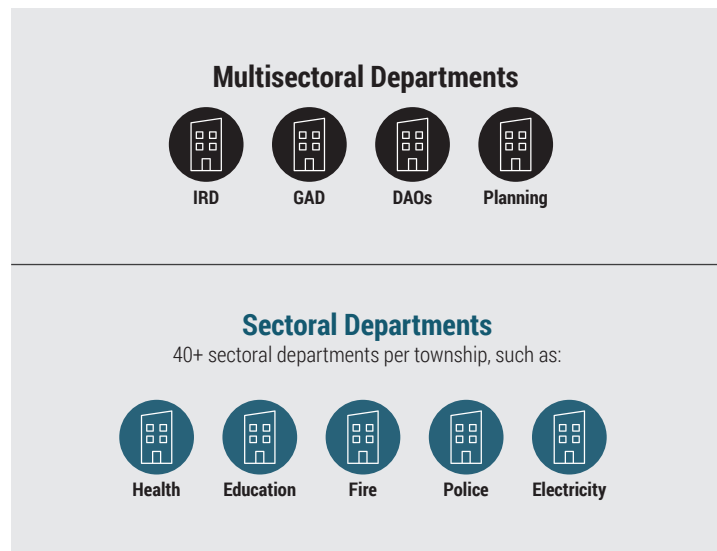 Multisectoral Departments
IRD GAD DAOs Planning
Sectoral Departments
40+ sectoral departments per township, such as:
Health Education Fire Police Electricity